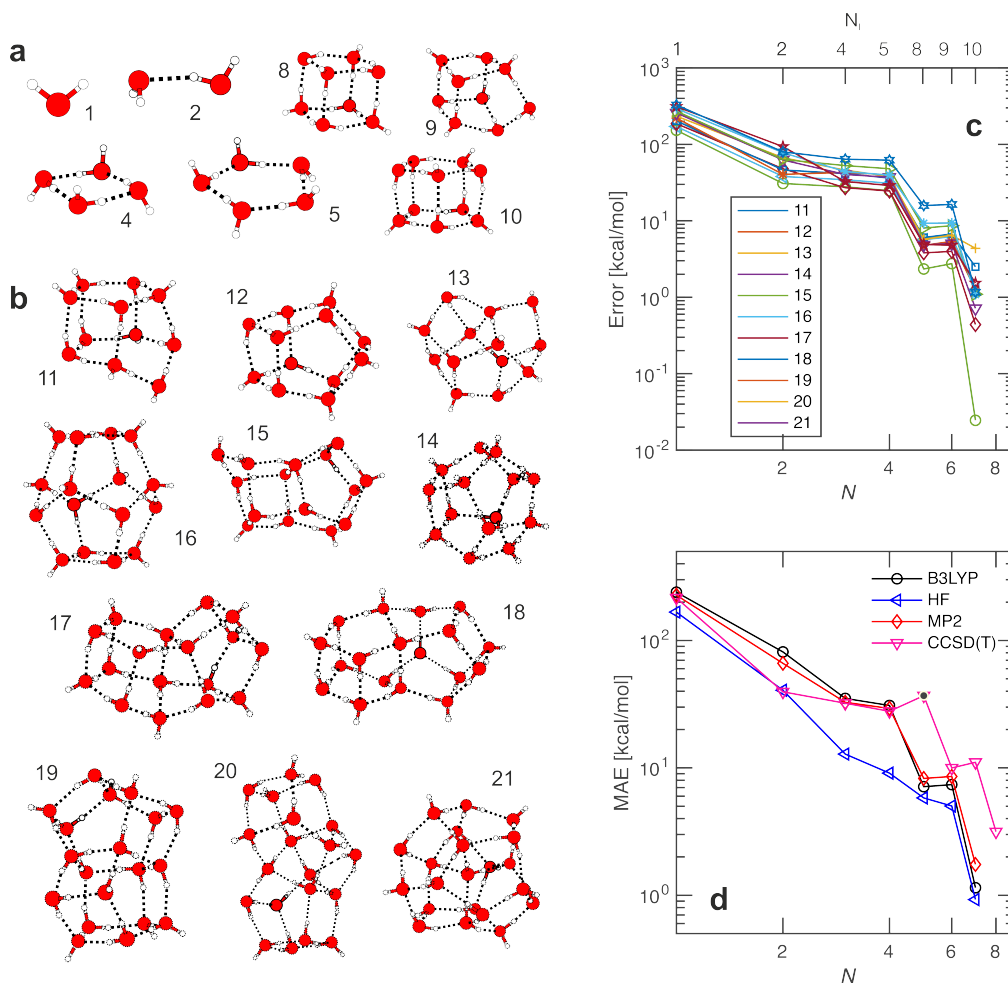 a
1
2
8
9
4
5
10
b
11
12
13
16
15
14
17
18
19
20
21
N_I
1 2 4 5 8 9 10
10^3
10^2
10^1
10^0
10^-1
10^-2
Error [kcal/mol]
c
11
12
13
14
15
16
17
18
19
20
21
2 4 6 8
N
B3LYP
HF
MP2
CCSD(T)
10^2
10^1
10^0
MAE [kcal/mol]
d
2 4 6 8
N